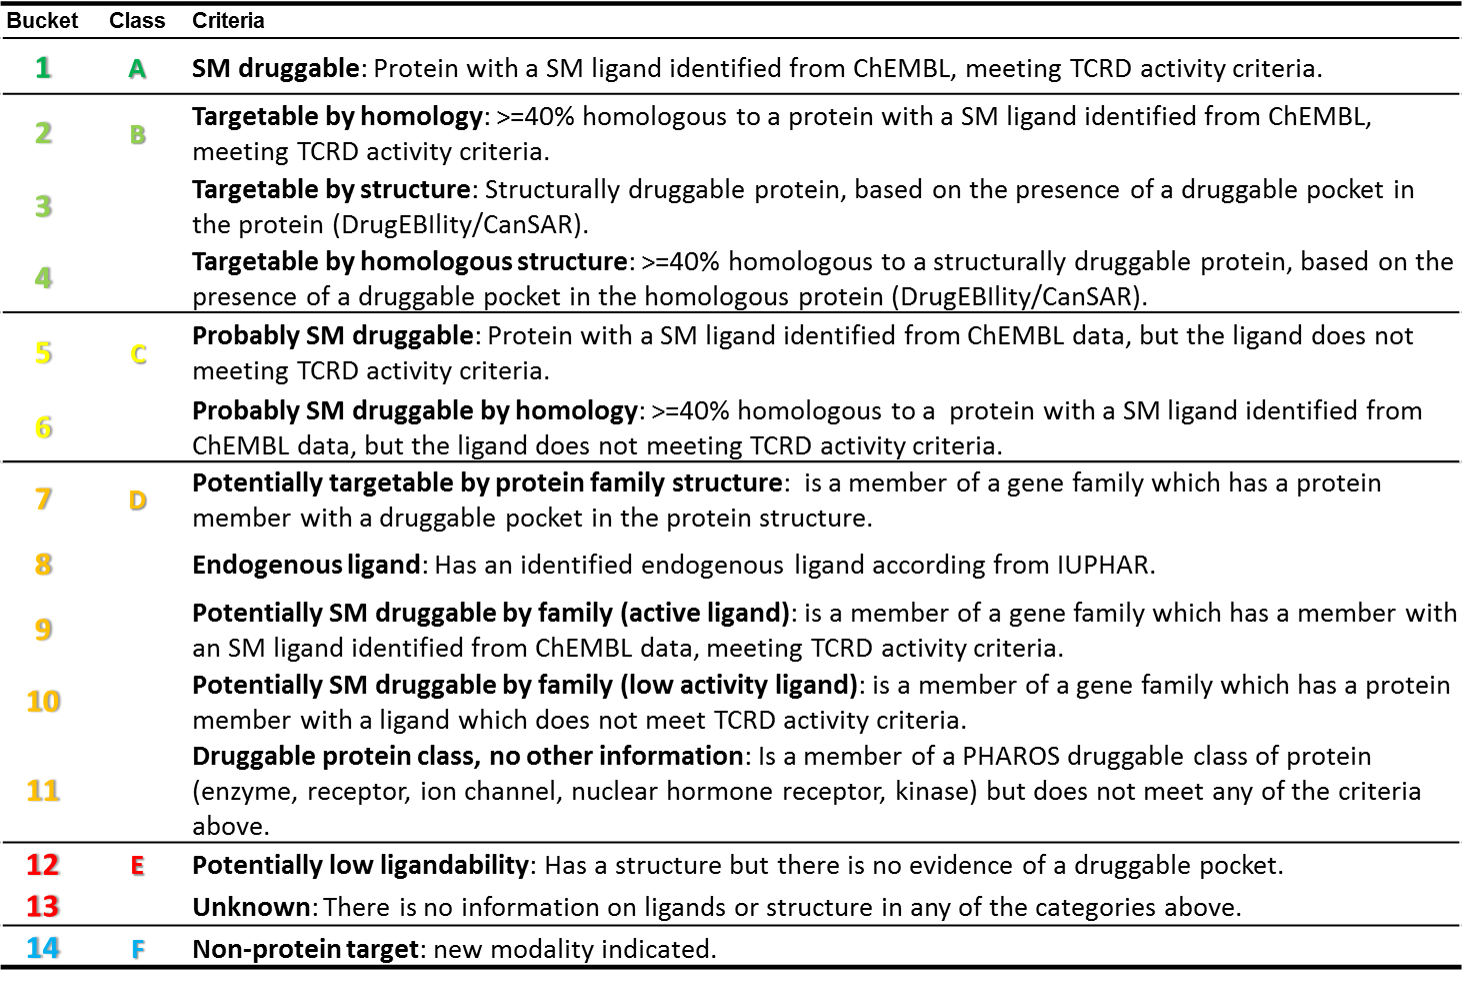 Bucket Class Criteria
1 A SM druggable: Protein with a SM ligand identified from ChEMBL, meeting TCRD activity criteria.
2 B Targetable by homology: >=40% homologous to a protein with a SM ligand identified from ChEMBL,
meeting TCRD activity criteria.
3 Targetable by structure: Structurally druggable protein, based on the presence of a druggable pocket in
the protein (DrugEBIlity/CanSAR).
4 Targetable by homologous structure: >=40% homologous to a structurally druggable protein, based on the
presence of a druggable pocket in the homologous protein (DrugEBIlity/CanSAR).
5 C Probably SM druggable: Protein with a SM ligand identified from ChEMBL data, but the ligand does not
meeting TCRD activity criteria.
6 Probably SM druggable by homology: >=40% homologous to a protein with a SM ligand identified from
ChEMBL data, but the ligand does not meeting TCRD activity criteria.
7 D Potentially targetable by protein family structure: is a member of a gene family which has a protein
member with a druggable pocket in the protein structure.
8 Endogenous ligand: Has an identified endogenous ligand according from IUPHAR.
9 Potentially SM druggable by family (active ligand): is a member of a gene family which has a member with
an SM ligand identified from ChEMBL data, meeting TCRD activity criteria.
10 Potentially SM druggable by family (low activity ligand): is a member of a gene family which has a protein
member with a ligand which does not meet TCRD activity criteria.
11 Druggable protein class, no other information: Is a member of a PHAROS druggable class of protein
(enzyme, receptor, ion channel, nuclear hormone receptor, kinase) but does not meet any of the criteria
above.
12 E Potentially low ligandability: Has a structure but there is no evidence of a druggable pocket.
13 Unknown: There is no information on ligands or structure in any of the categories above.
14 F Non-protein target: new modality indicated.